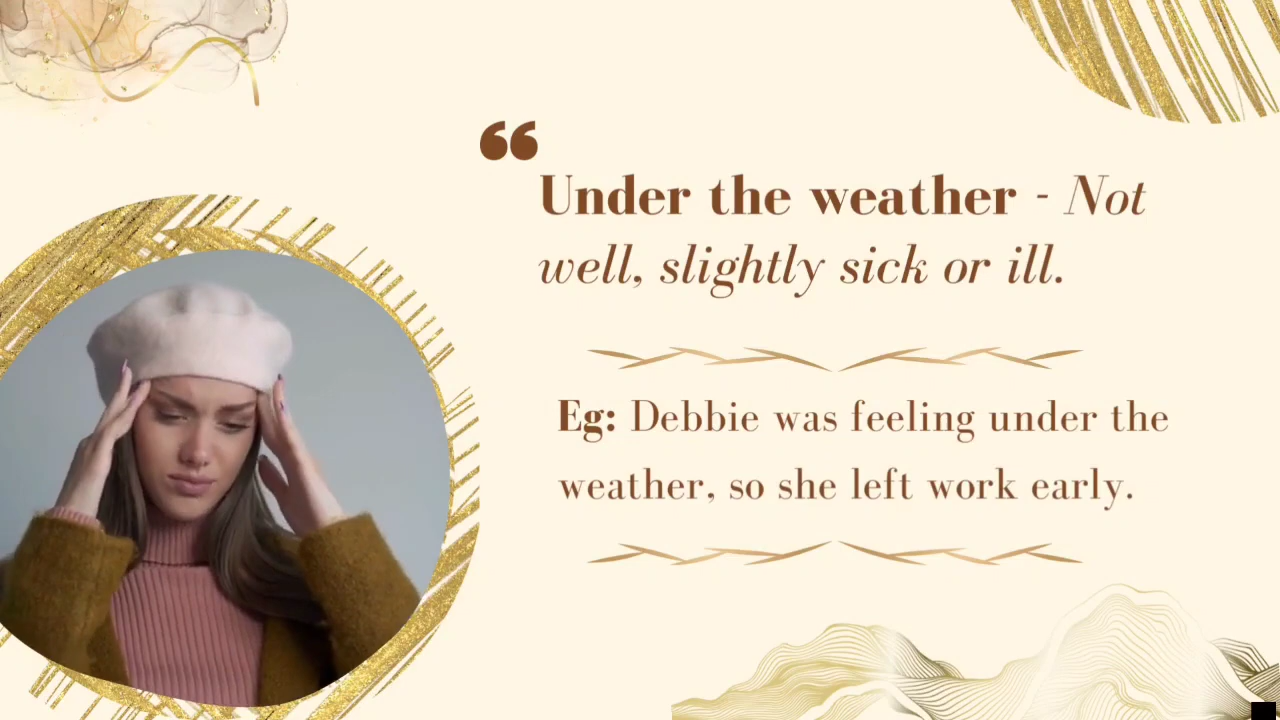 ❝
Under the weather - Not
well, slightly sick or ill.
Eg: Debbie was feeling under the
weather, so she left work early.